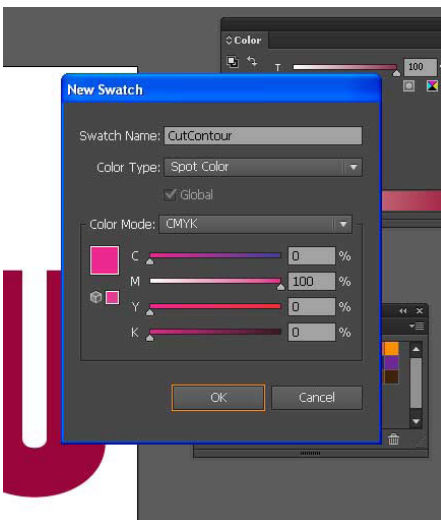 Color
T 100
New Swatch
Swatch Name: CutContour
Color Type: Spot Color
Global
Color Mode: CMYK
C 0 %
M 100 %
Y 0 %
K 0 %
OK Cancel
U